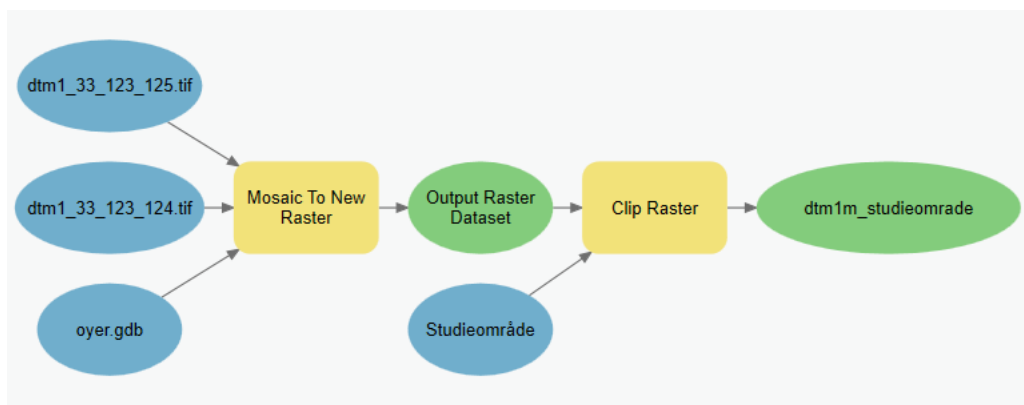 dtm1_33_123_125.tif
dtm1_33_123_124.tif
Mosaic To New
Raster
Output Raster
Dataset
Clip Raster
dtm1m_studieomrade
oyer.gdb
Studieområde